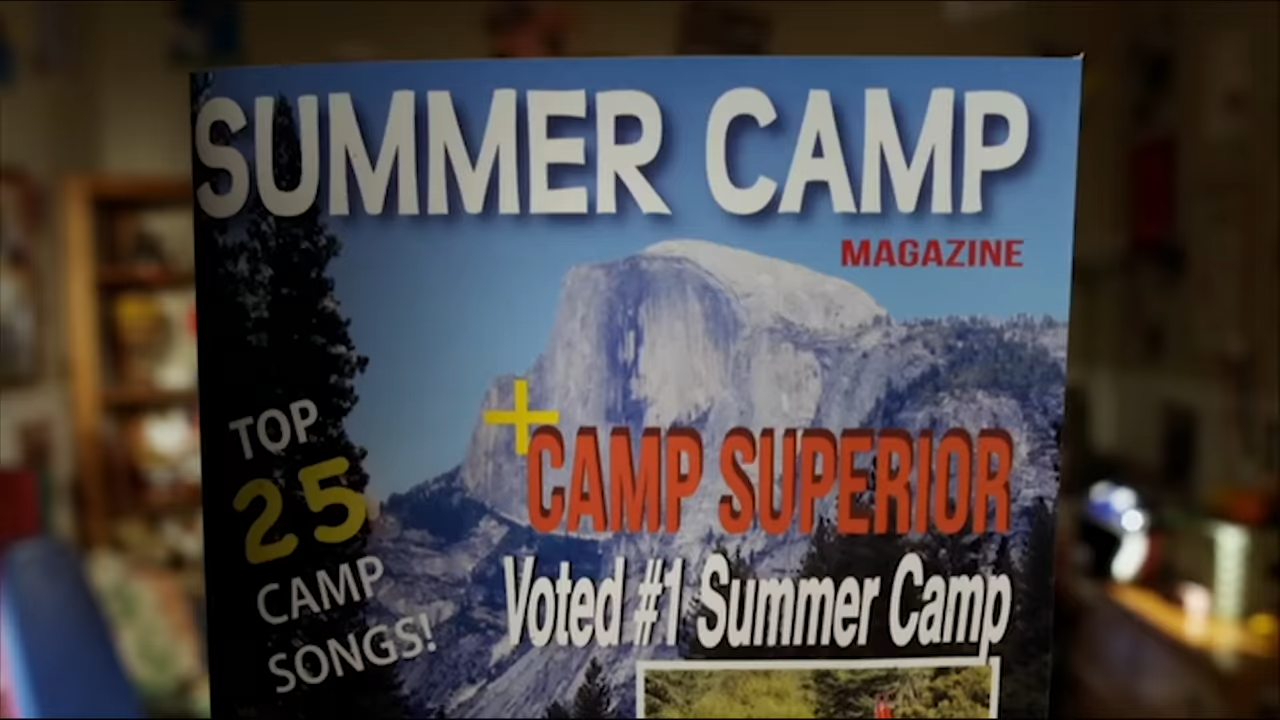 SUMMER CAMP
MAGAZINE
TOP
25
CAMP
SONGS!
+
CAMP SUPERIOR
Voted #1 Summer Camp